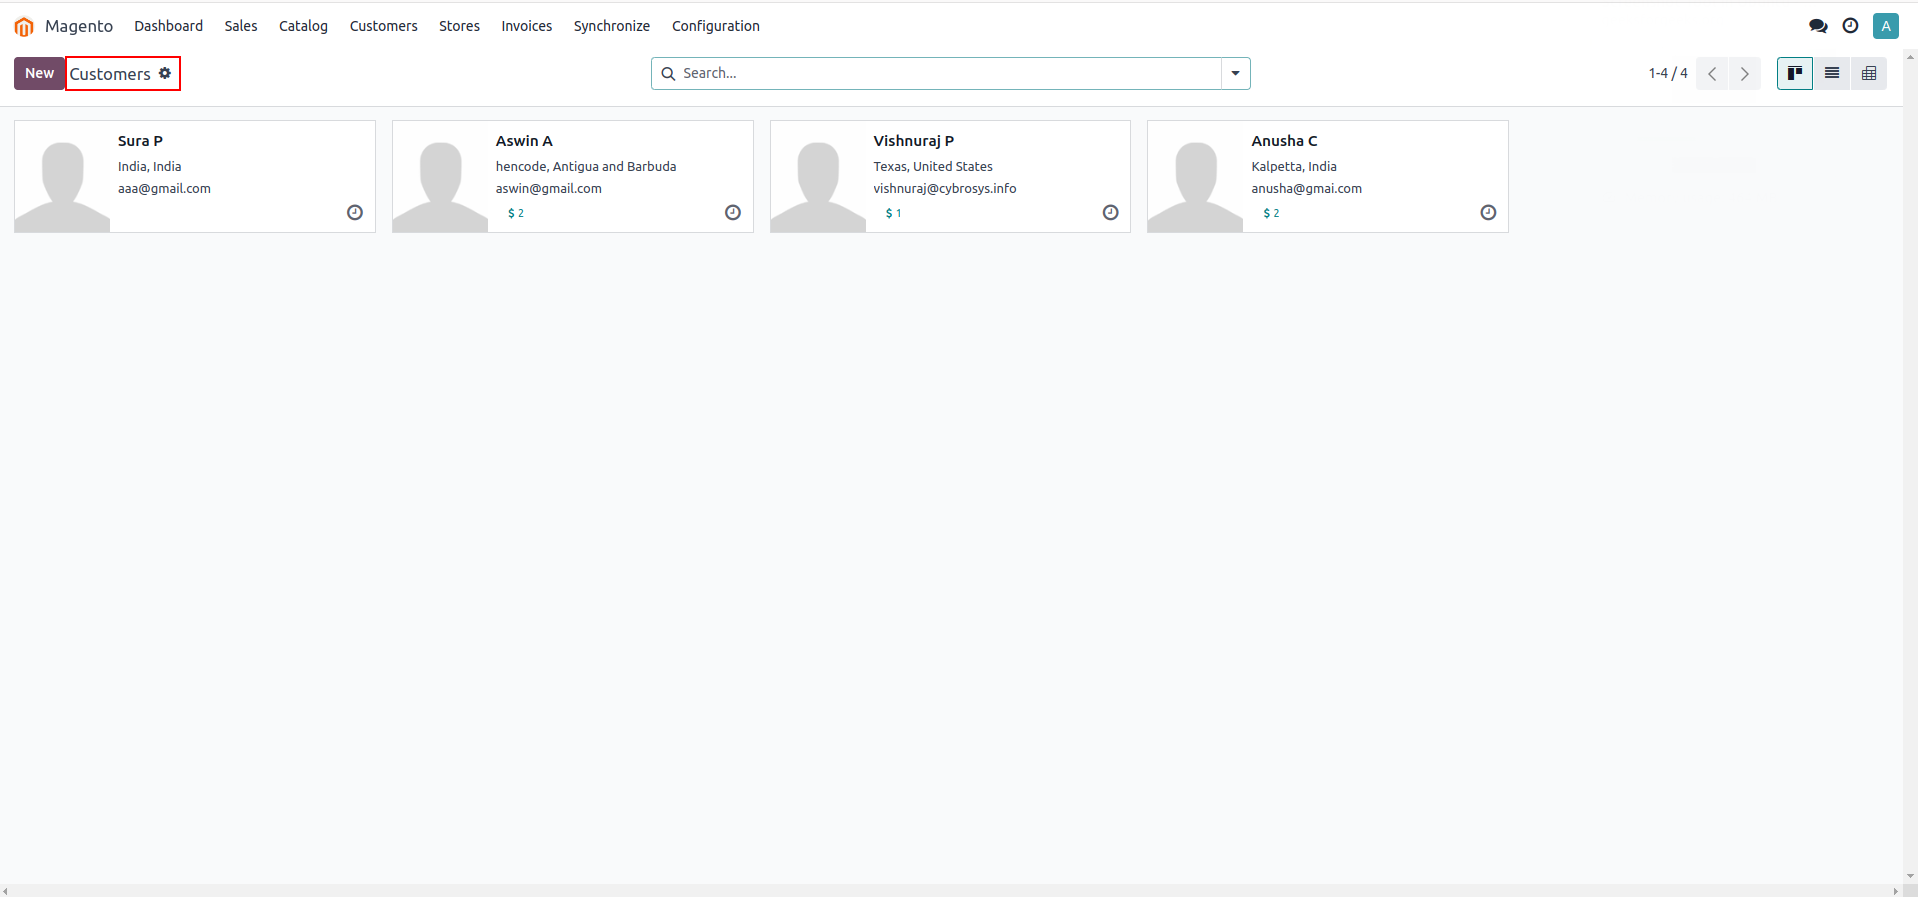 Magento Dashboard Sales Catalog Customers Stores Invoices Synchronize Configuration A
New Customers Search... 1-4 / 4
Sura P
India, India
aaa@gmail.com
Aswin A
hencode, Antigua and Barbuda
aswin@gmail.com
$ 2
Vishnuraj P
Texas, United States
vishnuraj@cybrosys.info
$ 1
Anusha C
Kalpetta, India
anusha@gmai.com
$ 2